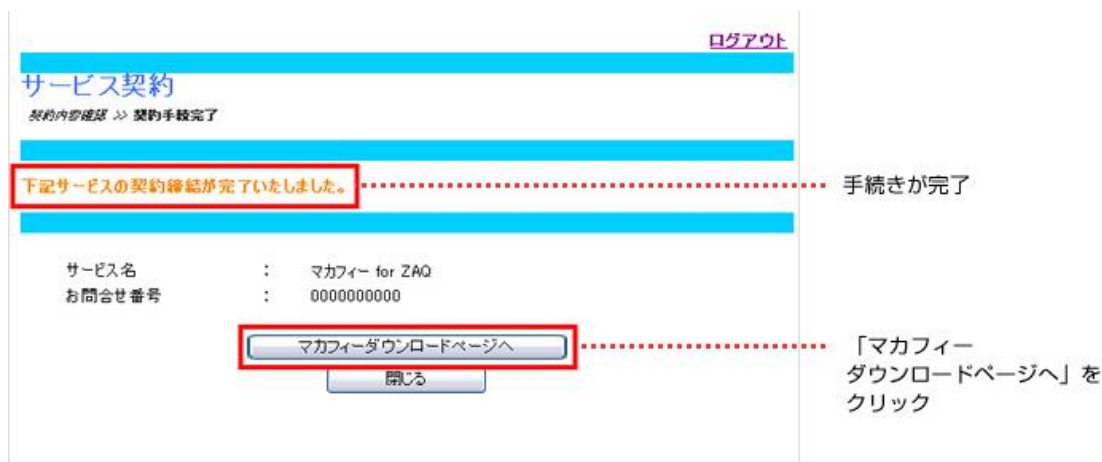 ログアウト
サービス契約
契約内容確認 >> 契約手続完了
下記サービスの契約締結が完了いたしました。
手続きが完了
サービス名 : マカフィー for ZAQ
お問合せ番号 : 0000000000
マカフィーダウンロードページへ
閉じる
「マカフィー
ダウンロードページへ」を
クリック